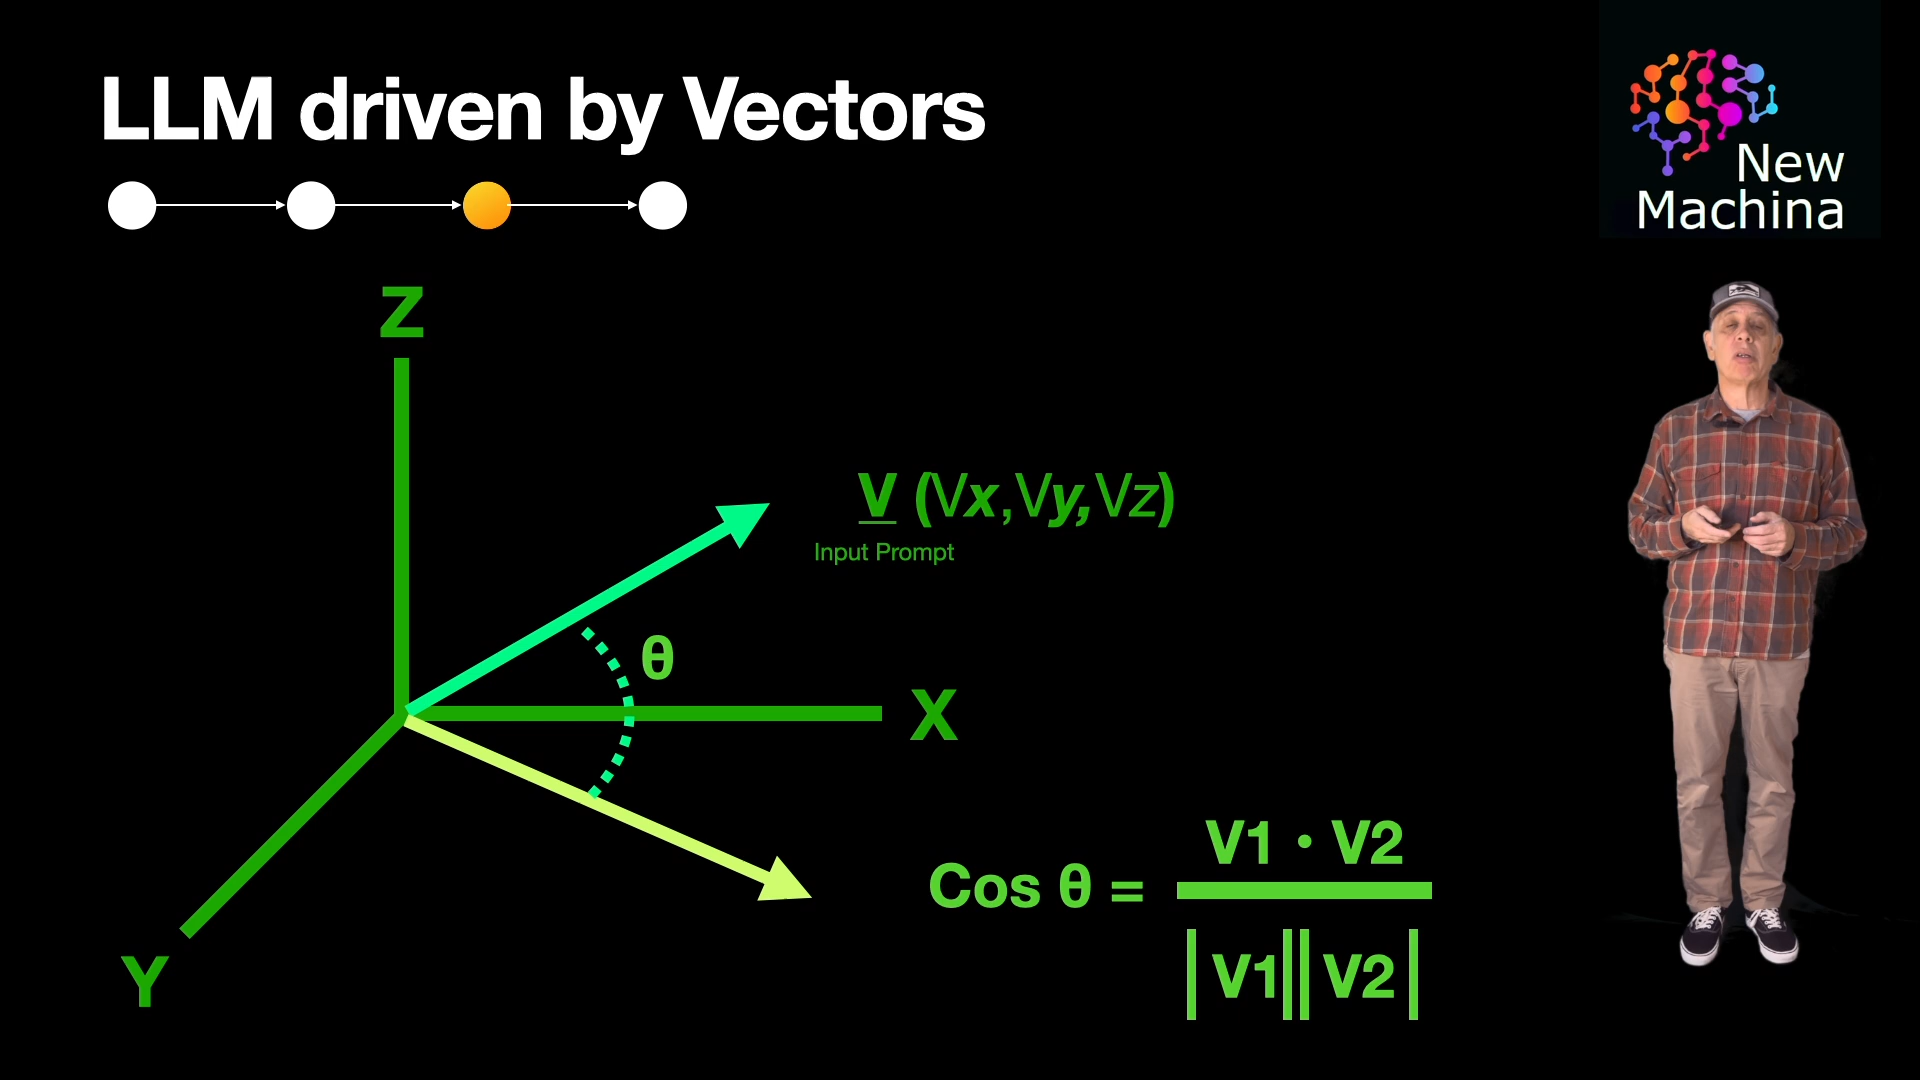 LLM driven by Vectors
New
Machina
Z
V (Vx,Vy,Vz)
Input Prompt
θ
X
V1 · V2
Cos θ =
|V1||V2|
Y